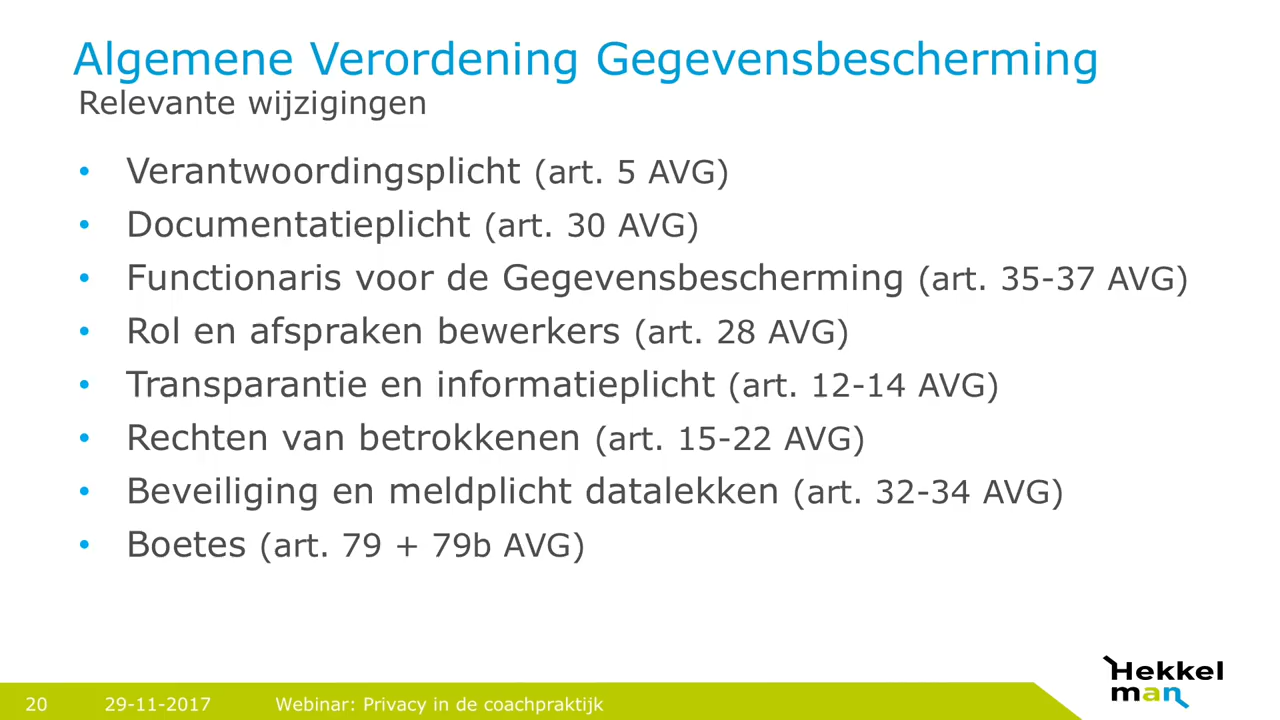 Algemene Verordening Gegevensbescherming
Relevante wijzigingen
• Verantwoordingsplicht (art. 5 AVG)
• Documentatieplicht (art. 30 AVG)
• Functionaris voor de Gegevensbescherming (art. 35-37 AVG)
• Rol en afspraken bewerkers (art. 28 AVG)
• Transparantie en informatieplicht (art. 12-14 AVG)
• Rechten van betrokkenen (art. 15-22 AVG)
• Beveiliging en meldplicht datalekken (art. 32-34 AVG)
• Boetes (art. 79 + 79b AVG)
Hekkel
man
20 29-11-2017 Webinar: Privacy in de coachpraktijk